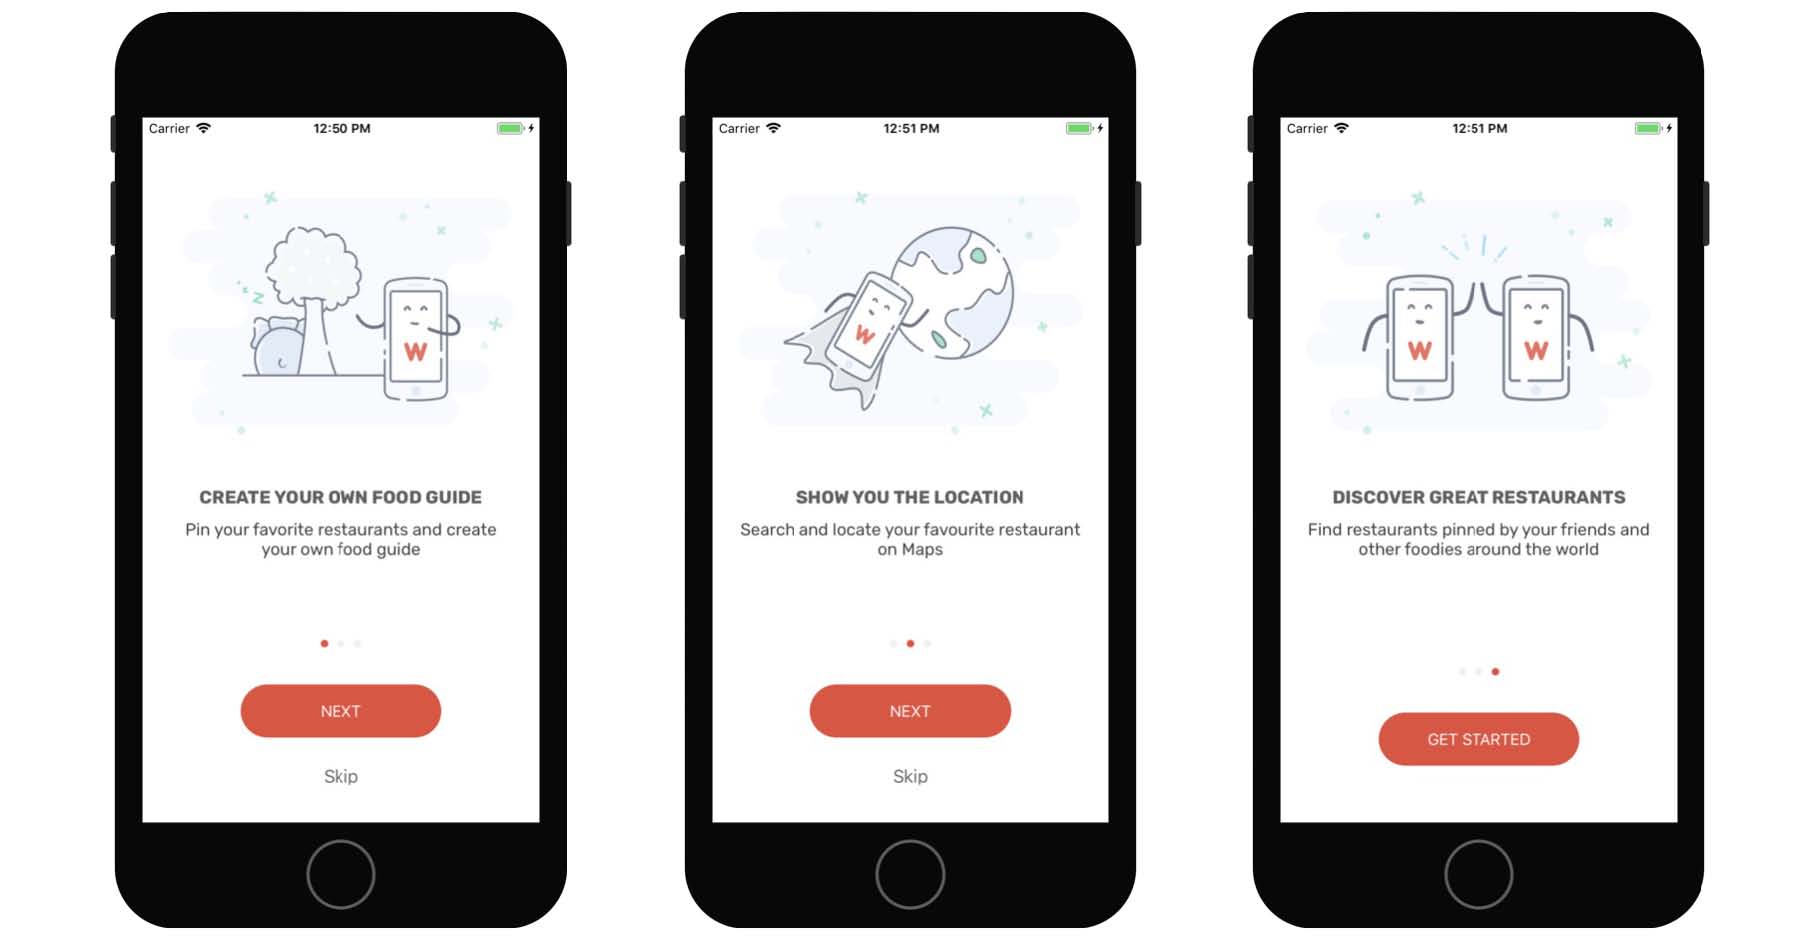 Carrier 12:50 PM
z z Z
W
CREATE YOUR OWN FOOD GUIDE
Pin your favorite restaurants and create
your own food guide
NEXT
Skip
Carrier 12:51 PM
W
SHOW YOU THE LOCATION
Search and locate your favourite restaurant
on Maps
NEXT
Skip
Carrier 12:51 PM
W W
DISCOVER GREAT RESTAURANTS
Find restaurants pinned by your friends and
other foodies around the world
GET STARTED